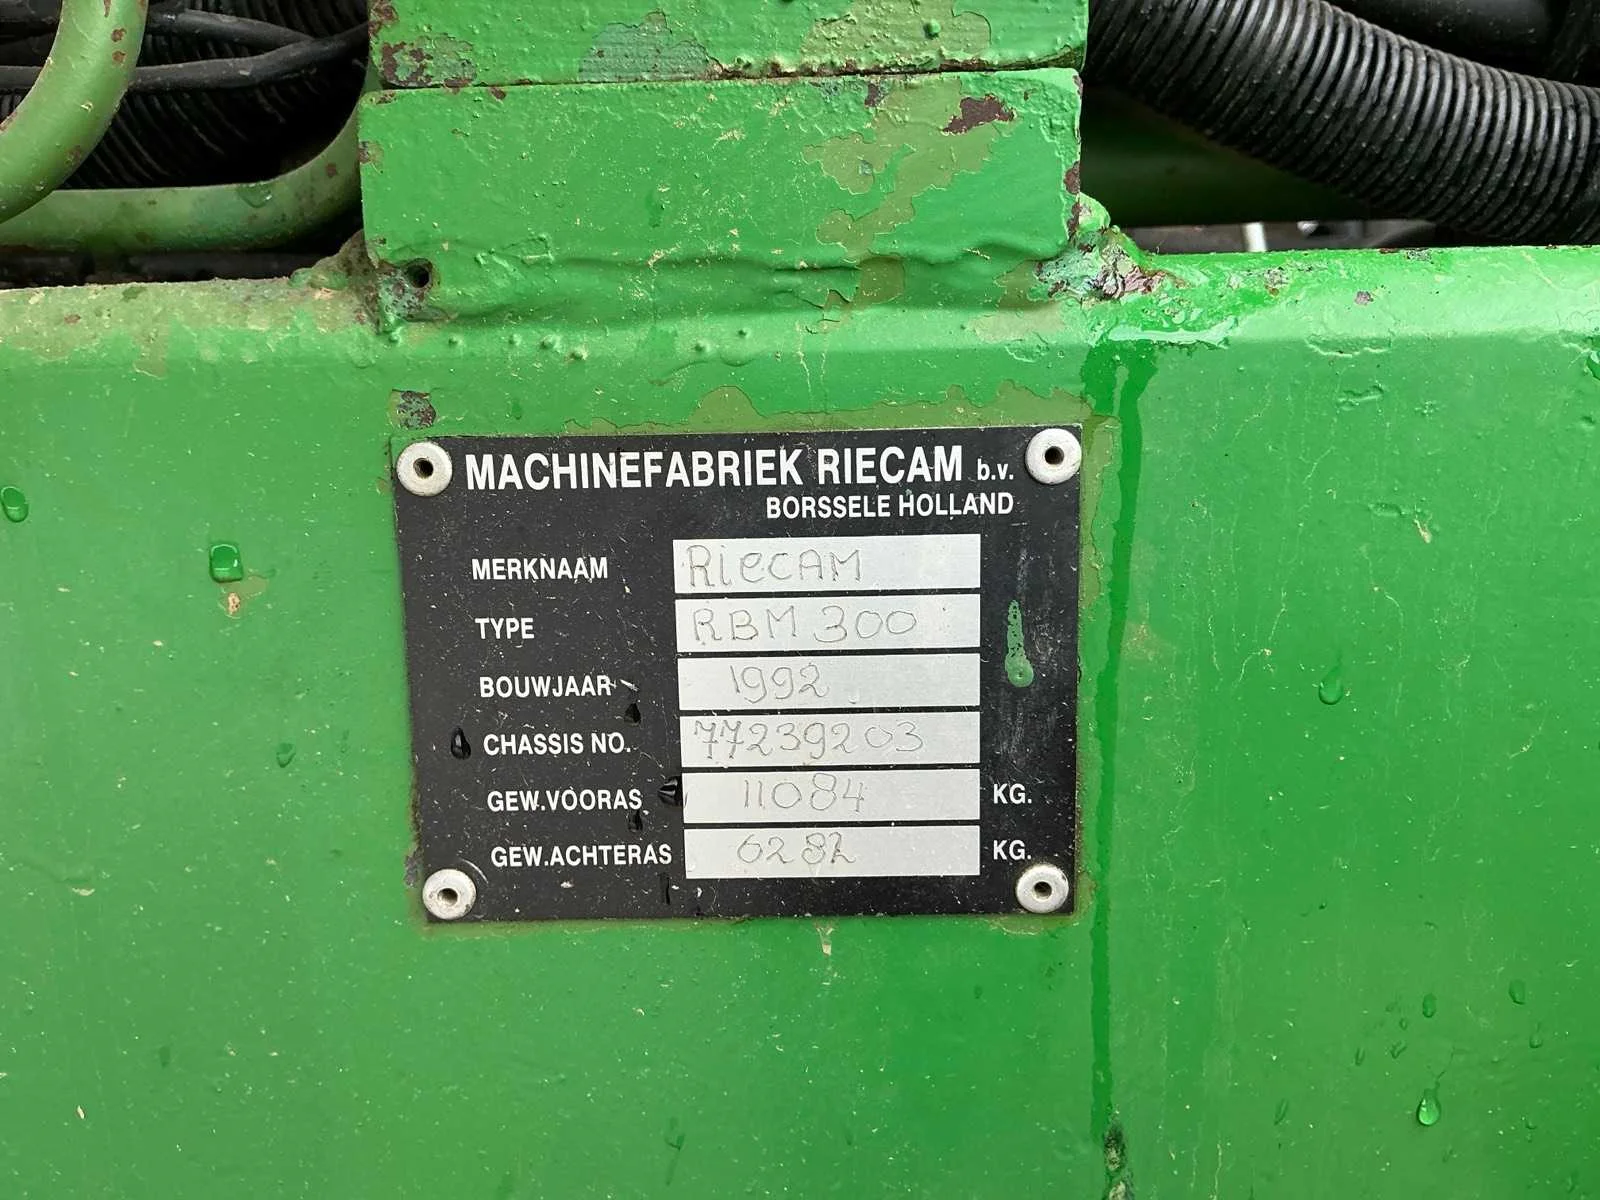 MACHINEFABRIEK RIECAM b.v.
BORSSELE HOLLAND
MERKNAAM RIECAM
TYPE RBM 300
BOUWJAAR 1992
CHASSIS NO. 77239203
GEW.VOORAS 11084 KG.
GEW.ACHTERAS 6282 KG.